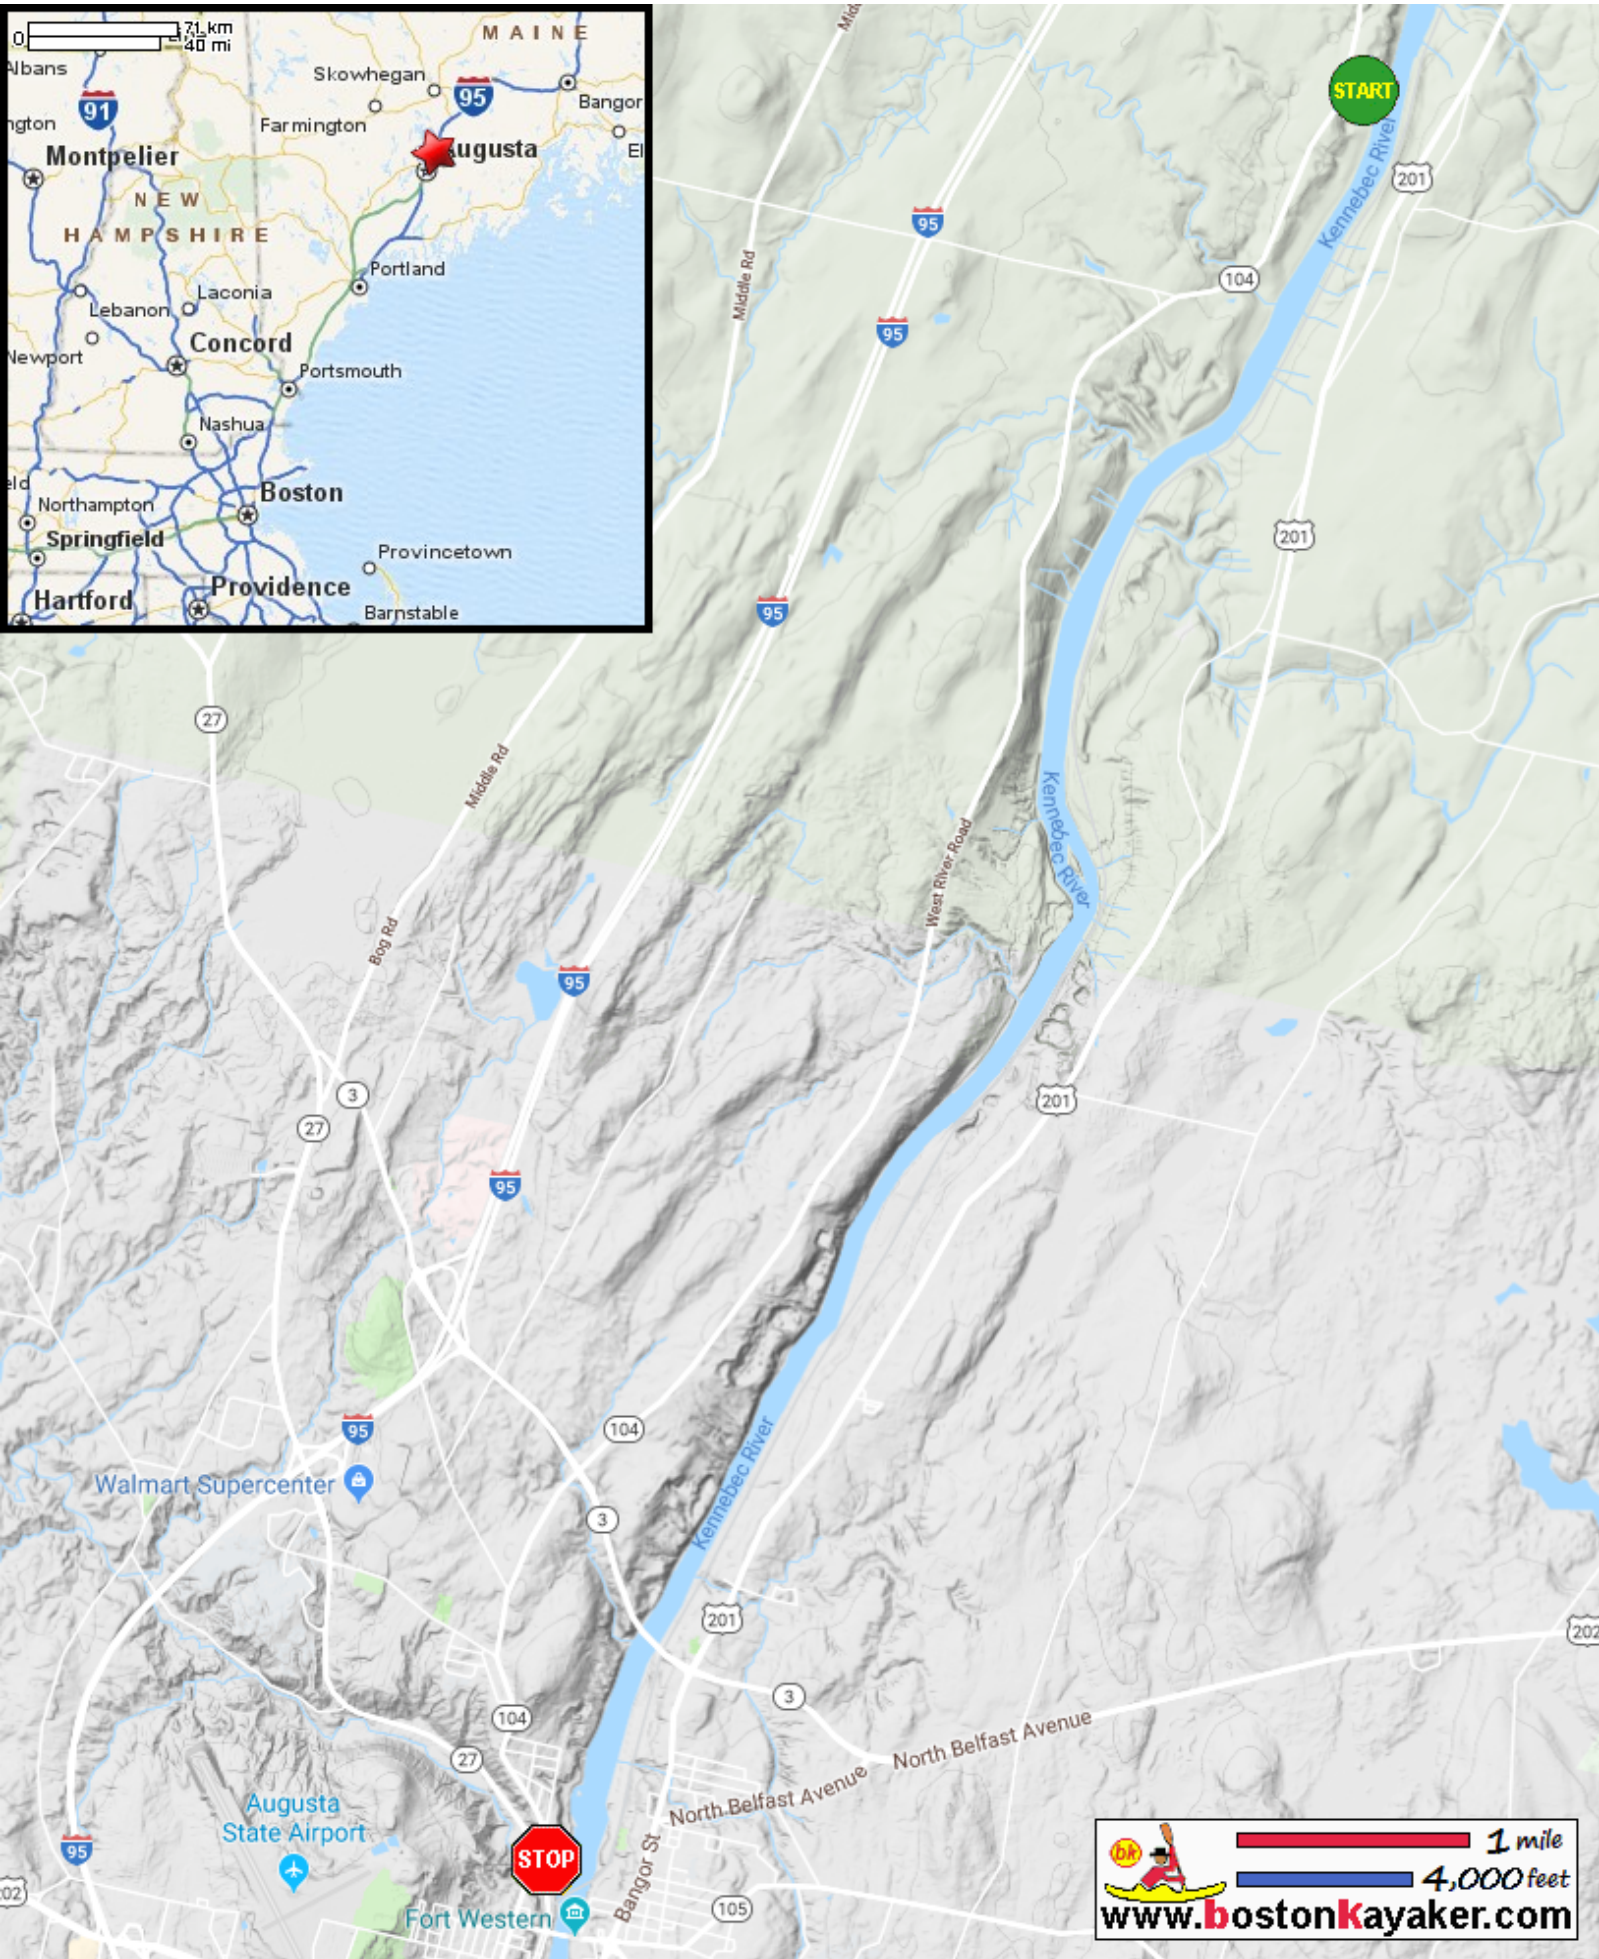 0
71 km
40 mi
MAINE
Albans
Skowhegan
95
Bangor
91
Farmington
ngton
El
Augusta
Montpelier
NEW
HAMPSHIRE
Portland
Laconia
Lebanon
Concord
Newport
Portsmouth
Nashua
eld
Boston
Northampton
Springfield
Provincetown
Providence
Hartford
Barnstable
START
Kennebec River
201
95
Middle Rd
104
95
201
95
27
Middle Rd
Kennebec River
West River Road
Bog Rd
95
3
201
27
95
104
95
Kennebec River
Walmart Supercenter
3
201
202
3
104
North Belfast Avenue
27
North Belfast Avenue
Augusta
State Airport
95
STOP
Bangor St
02
105
Fort Western
bk
1 mile
4,000 feet
www.bostonkayaker.com